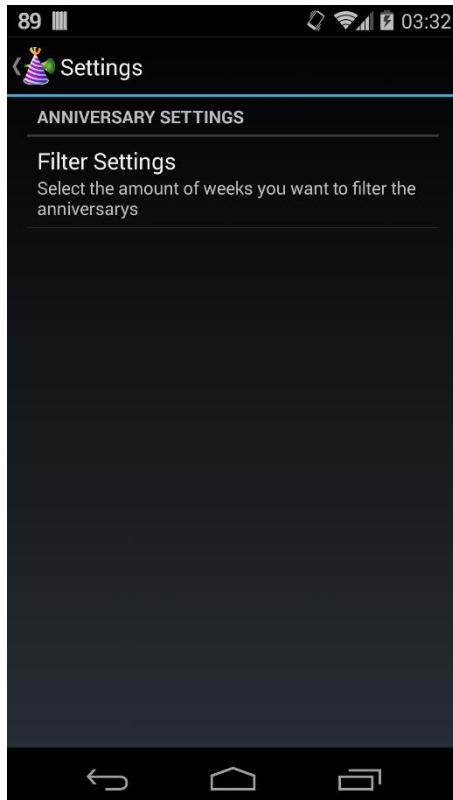 89 03:32
Settings
ANNIVERSARY SETTINGS
Filter Settings
Select the amount of weeks you want to filter the
anniversarys